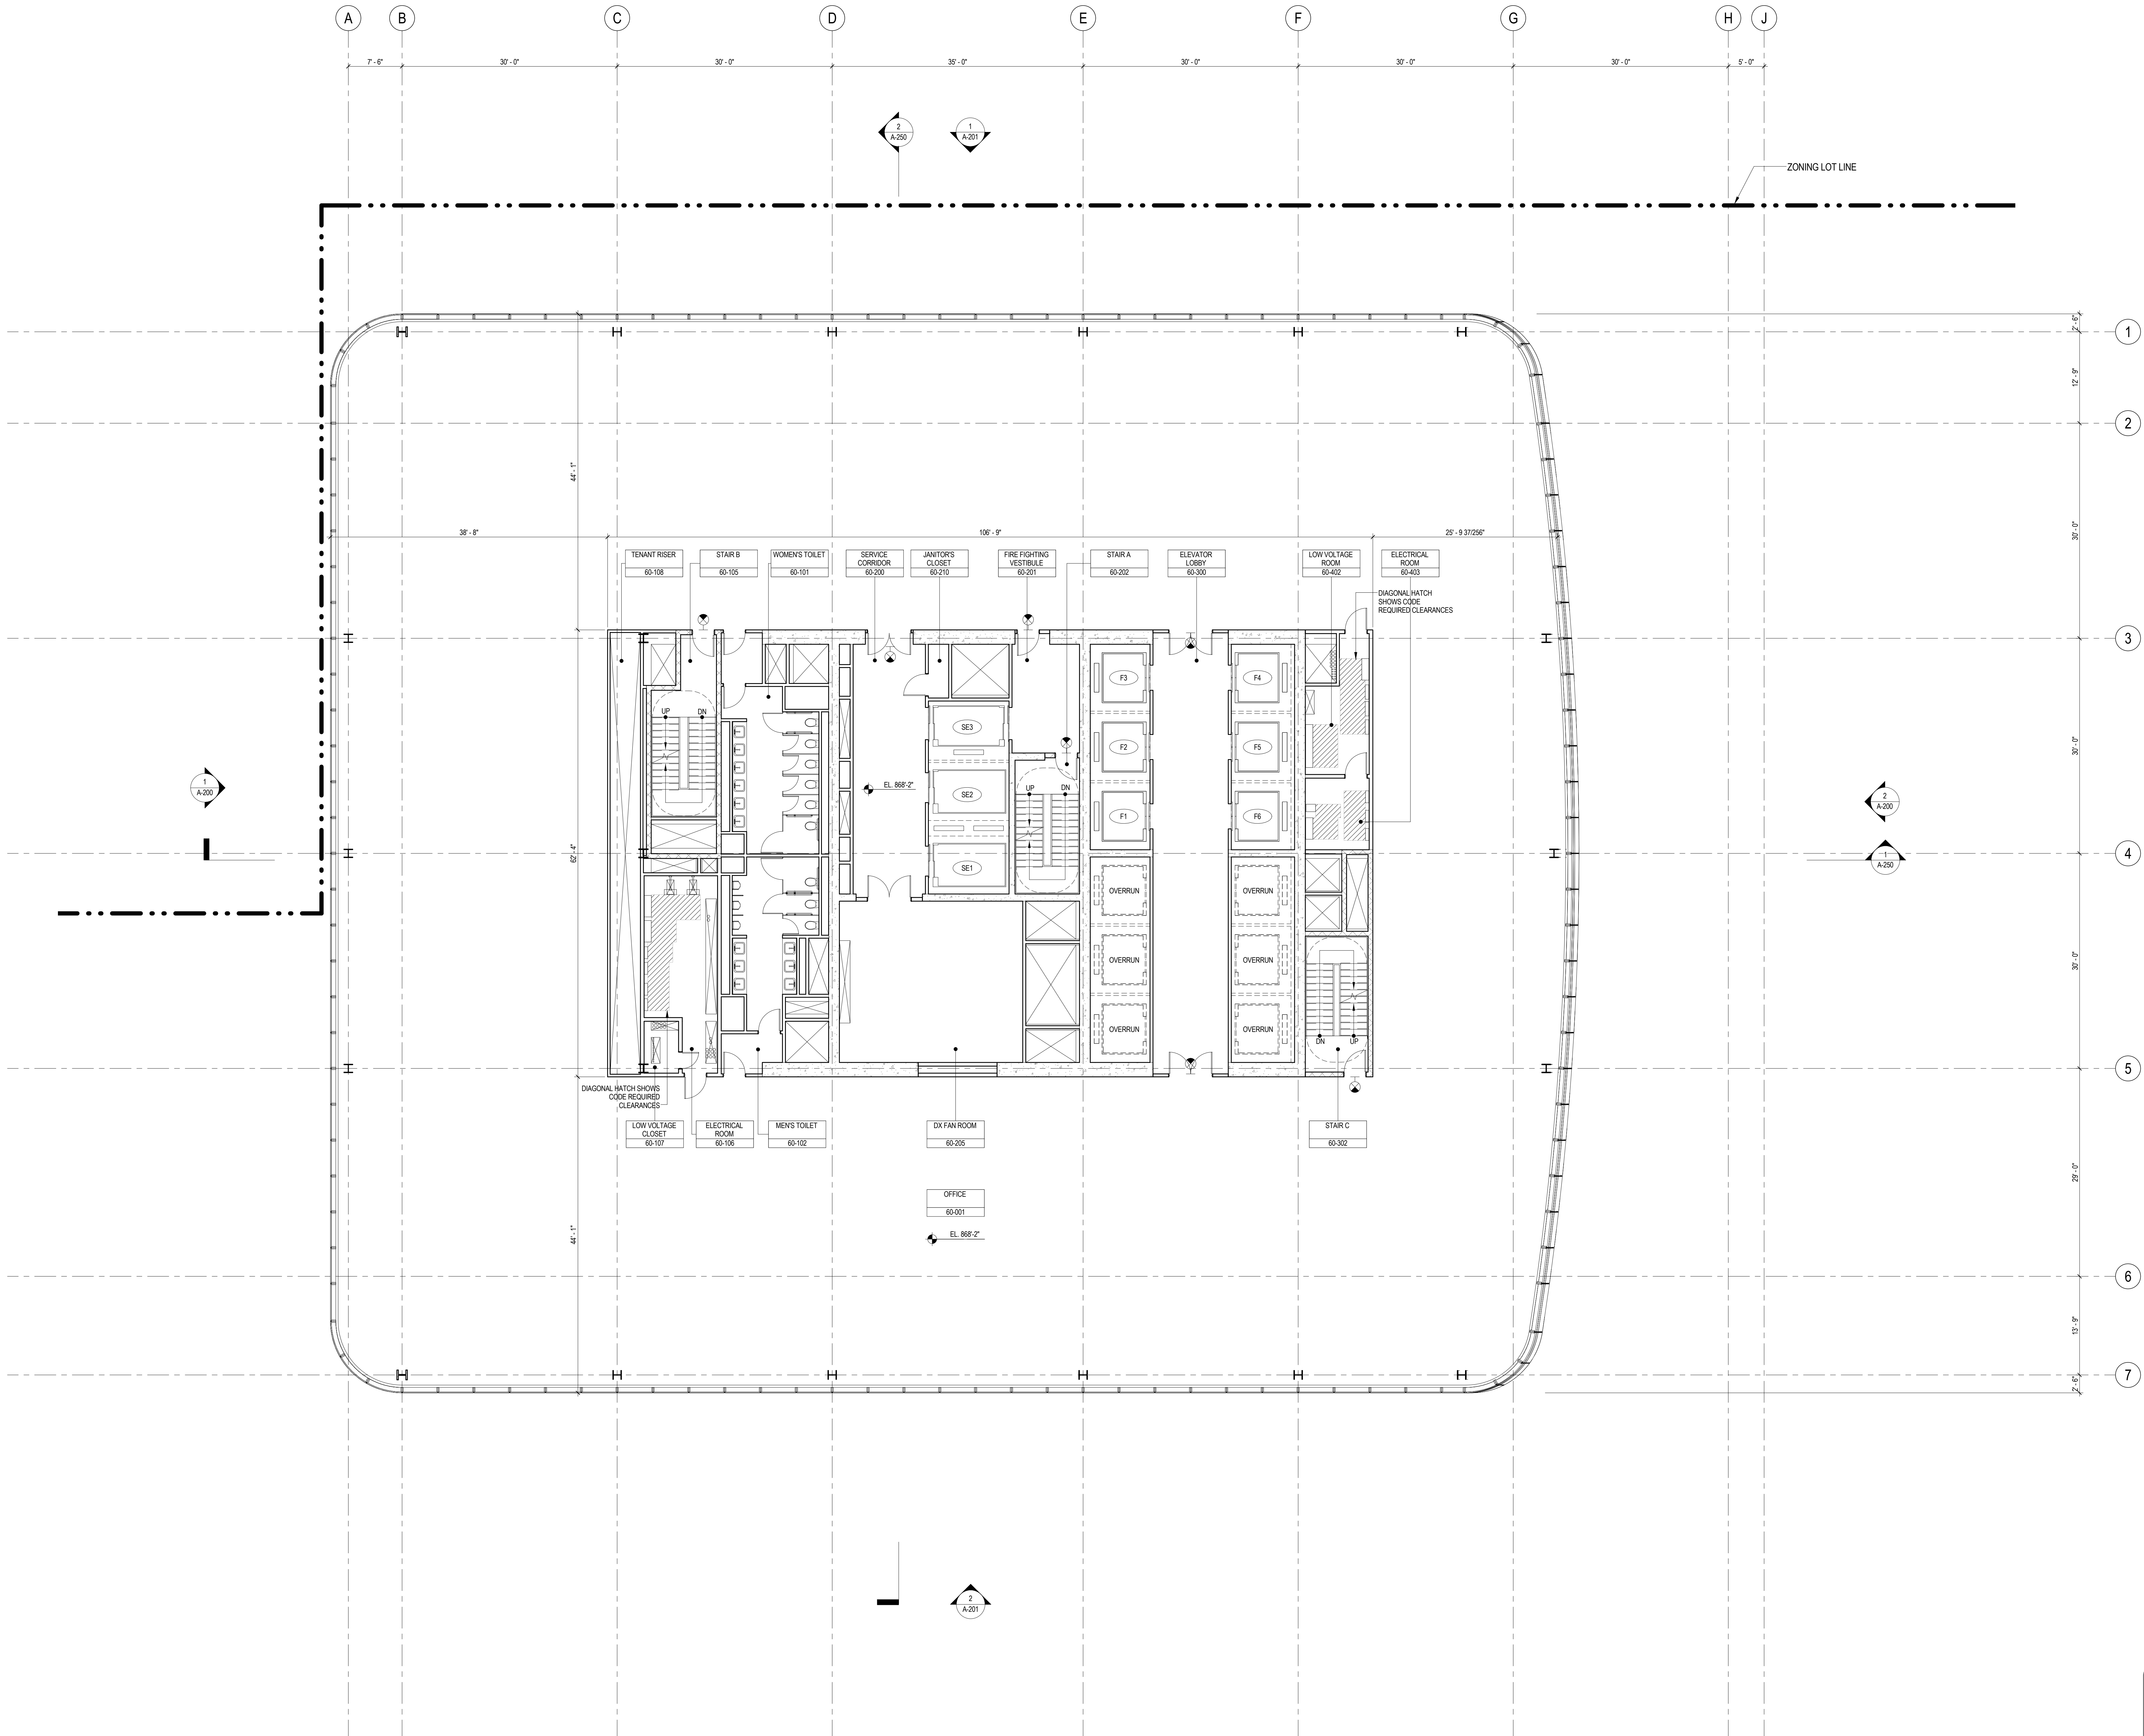 A
B
C
D
E
F
G
H
J
7' - 6"
30' - 0"
30' - 0"
35' - 0"
30' - 0"
30' - 0"
30' - 0"
5' - 0"
2
A-250
1
A-201
ZONING LOT LINE
2' - 6"
1
12' - 9"
2
44' - 1"
30' - 0"
38' - 8"
106' - 9"
25' - 9 37/256"
TENANT RISER
60-108
STAIR B
60-105
WOMEN'S TOILET
60-101
SERVICE
CORRIDOR
60-200
JANITOR'S
CLOSET
60-210
FIRE FIGHTING
VESTIBULE
60-201
STAIR A
60-202
ELEVATOR
LOBBY
60-300
LOW VOLTAGE
ROOM
60-402
ELECTRICAL
ROOM
60-403
DIAGONAL HATCH
SHOWS CODE
REQUIRED CLEARANCES
3
F3
F4
UP
DN
SE3
F2
F5
30' - 0"
1
A-200
EL. 868'-2"
SE2
UP
DN
F1
F6
2
A-200
62' - 4"
4
1
A-250
SE1
OVERRUN
OVERRUN
OVERRUN
OVERRUN
30' - 0"
OVERRUN
OVERRUN
DN
UP
5
DIAGONAL HATCH SHOWS
CODE REQUIRED
CLEARANCES
LOW VOLTAGE
CLOSET
60-107
ELECTRICAL
ROOM
60-106
MEN'S TOILET
60-102
DX FAN ROOM
60-205
STAIR C
60-302
29' - 0"
OFFICE
60-001
EL. 868'-2"
44' - 1"
6
13' - 9"
7
2' - 6"
2
A-201